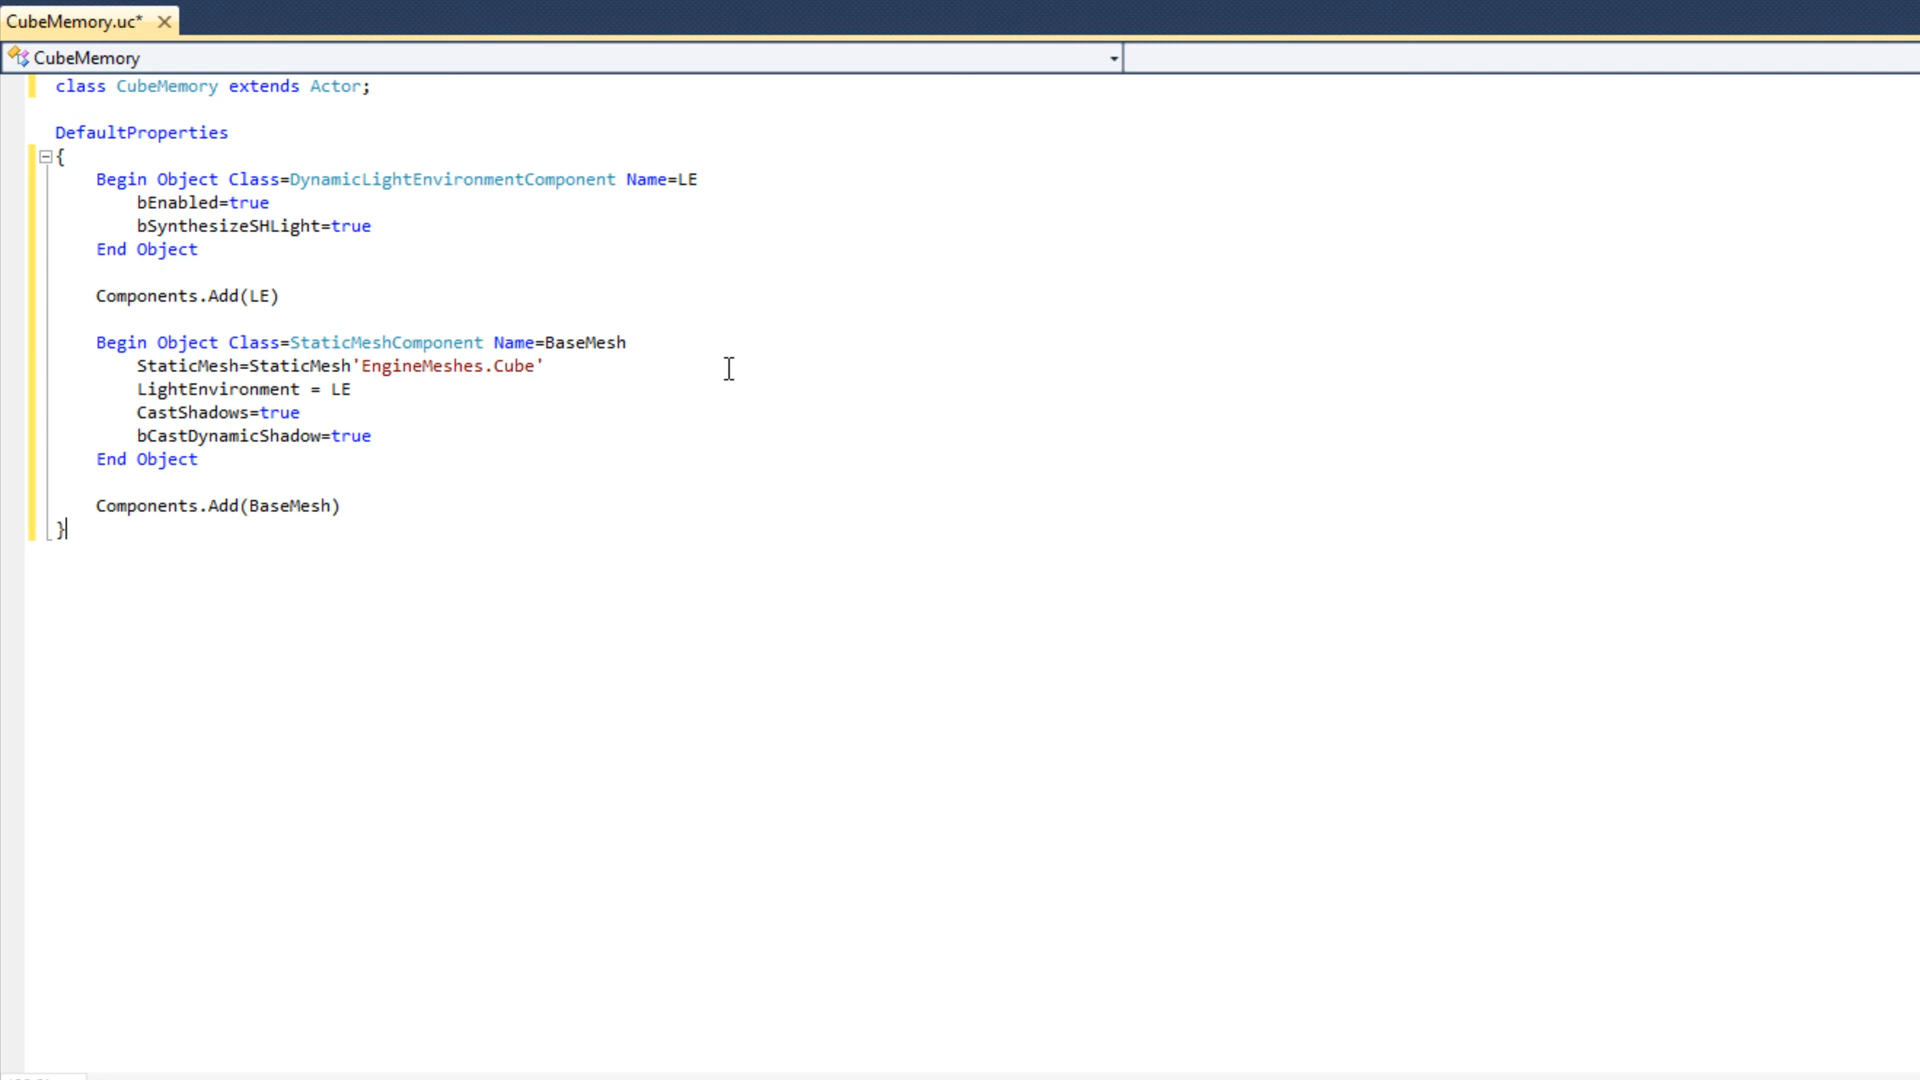 CubeMemory.uc*
CubeMemory
class CubeMemory extends Actor;
DefaultProperties
{
Begin Object Class=DynamicLightEnvironmentComponent Name=LE
bEnabled=true
bSynthesizeSHLight=true
End Object
Components.Add(LE)
Begin Object Class=StaticMeshComponent Name=BaseMesh
StaticMesh=StaticMesh'EngineMeshes.Cube'
LightEnvironment = LE
CastShadows=true
bCastDynamicShadow=true
End Object
Components.Add(BaseMesh)
}